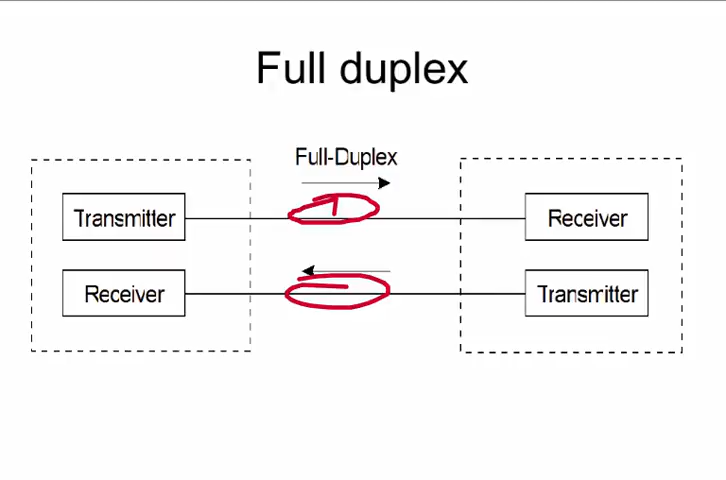 Full duplex
Full-Duplex
Transmitter
Receiver
Receiver
Transmitter